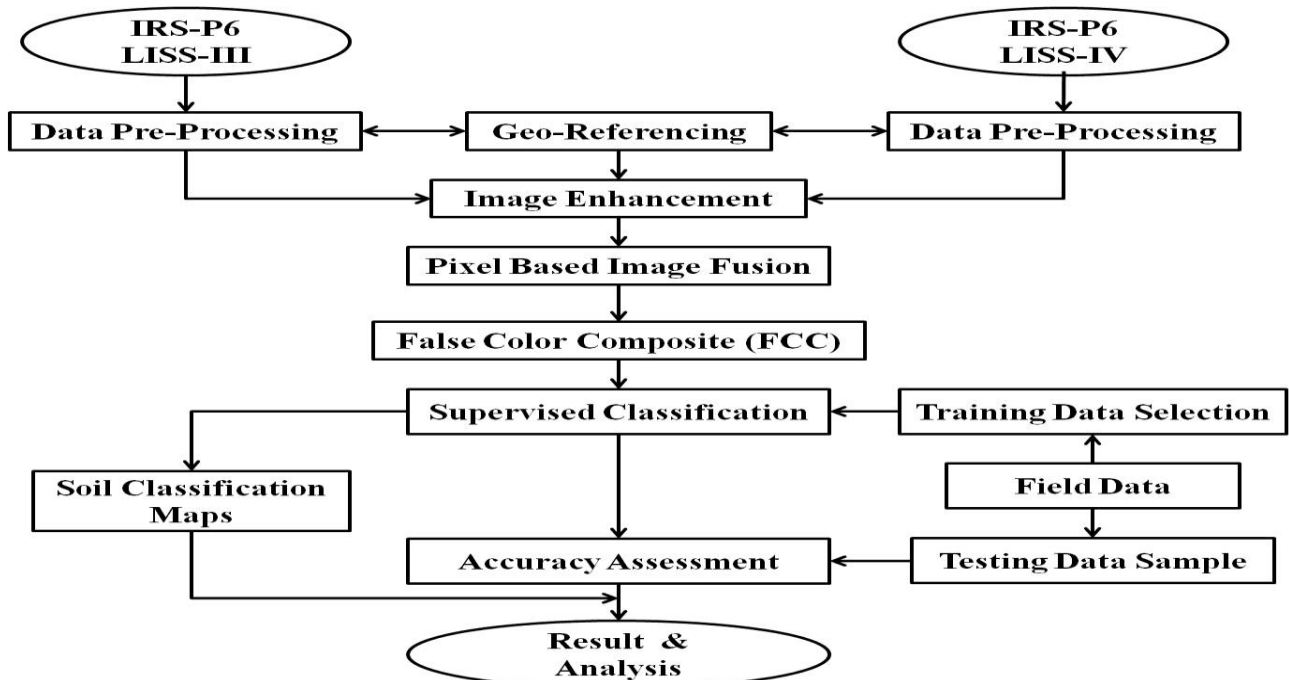 IRS-P6
LISS-III
IRS-P6
LISS-IV
Data Pre-Processing
Geo-Referencing
Data Pre-Processing
Image Enhancement
Pixel Based Image Fusion
False Color Composite (FCC)
Supervised Classification
Training Data Selection
Soil Classification
Maps
Field Data
Accuracy Assessment
Testing Data Sample
Result &
Analysis